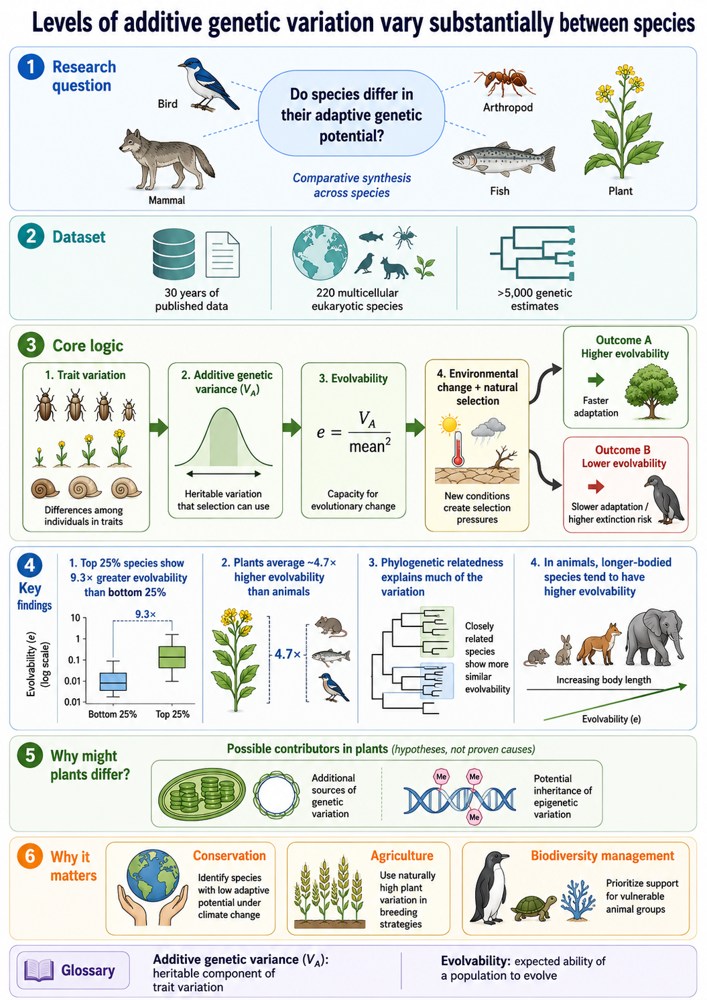 Levels of additive genetic variation vary substantially between species
1
Research
question
Bird
Mammal
Do species differ in
their adaptive genetic
potential?
Comparative synthesis
across species
Arthropod
Fish
Plant
2
Dataset
30 years of
published data
220 multicellular
eukaryotic species
>5,000 genetic
estimates
3
Core logic
1. Trait variation
Differences among
individuals in traits
2. Additive genetic
variance (V_A)
Heritable variation
that selection can use
3. Evolvability
e = V_A / mean²
Capacity for
evolutionary change
4. Environmental
change + natural
selection
New conditions
create selection
pressures
Outcome A
Higher evolvability
Faster
adaptation
Outcome B
Lower evolvability
Slower adaptation /
higher extinction risk
4
Key
findings
1. Top 25% species show
9.3× greater evolvability
than bottom 25%
9.3×
Evolvability (e)
(log scale)
10
1
0.1
0.01
0.01
Bottom 25%
Top 25%
2. Plants average ~4.7×
higher evolvability
than animals
4.7×
3. Phylogenetic relatedness
explains much of the
variation
Closely
related
species
show more
similar
evolvability
4. In animals, longer-bodied
species tend to have
higher evolvability
Increasing body length
Evolvability (e)
5
Why might
plants differ?
Possible contributors in plants (hypotheses, not proven causes)
Additional
sources of
genetic
variation
Me
Me
Me
Potential
inheritance of
epigenetic
variation
6
Why it
matters
Conservation
Identify species
with low adaptive
potential under
climate change
Agriculture
Use naturally
high plant
variation in
breeding
strategies
Biodiversity management
Prioritize support
for vulnerable
animal groups
Glossary
Additive genetic variance (V_A):
heritable component of
trait variation
Evolvability: expected ability of
a population to evolve